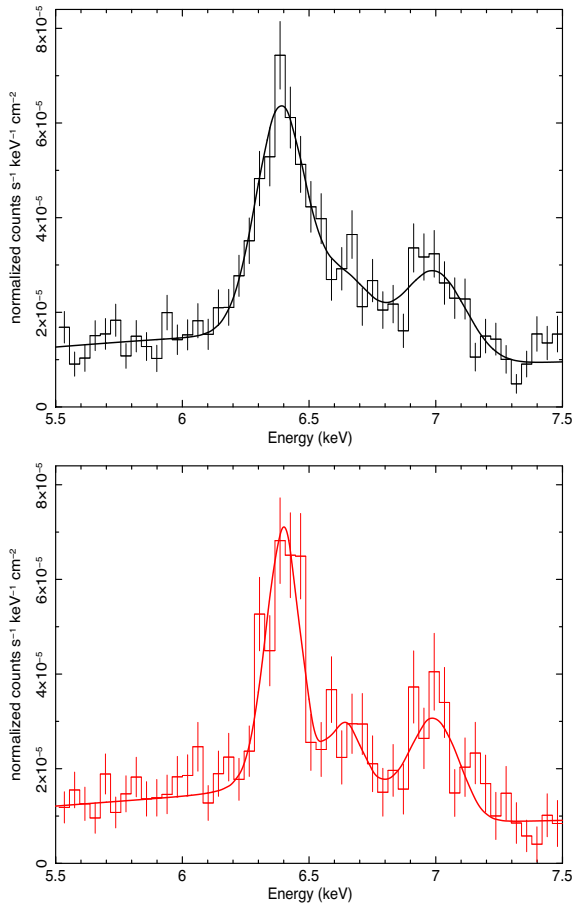 8×10⁻⁵
6×10⁻⁵
4×10⁻⁵
2×10⁻⁵
0
normalized counts s⁻¹ keV⁻¹ cm⁻²
5.5 6 6.5 7 7.5
Energy (keV)
8×10⁻⁵
6×10⁻⁵
4×10⁻⁵
2×10⁻⁵
0
normalized counts s⁻¹ keV⁻¹ cm⁻²
5.5 6 6.5 7 7.5
Energy (keV)